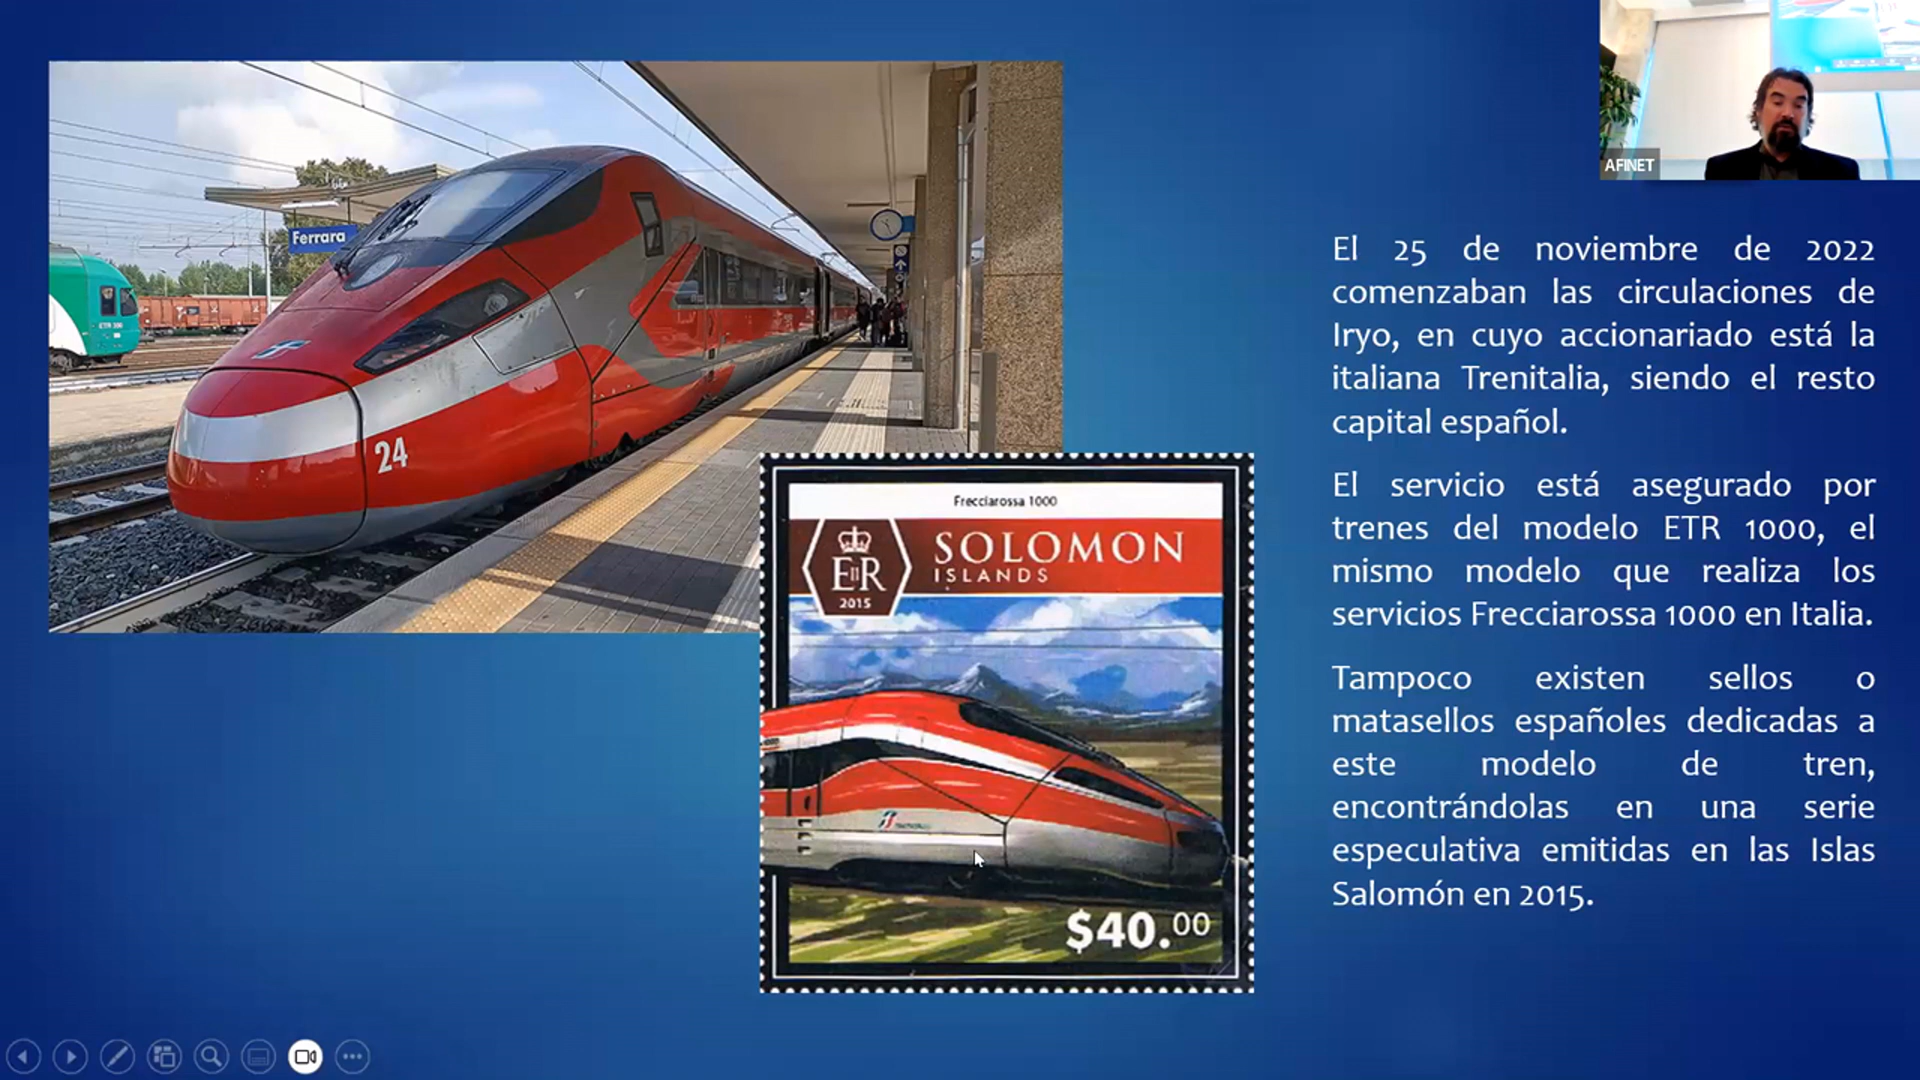 AFINET
Ferrara
24
Frecciarossa 1000
SOLOMON
ISLANDS
EIIR
2015
$40.00
El 25 de noviembre de 2022
comenzaban las circulaciones de
Iryo, en cuyo accionariado está la
italiana Trenitalia, siendo el resto
capital español.
El servicio está asegurado por
trenes del modelo ETR 1000, el
mismo modelo que realiza los
servicios Frecciarossa 1000 en Italia.
Tampoco existen sellos o
matasellos españoles dedicadas a
este modelo de tren,
encontrándolas en una serie
especulativa emitidas en las Islas
Salomón en 2015.